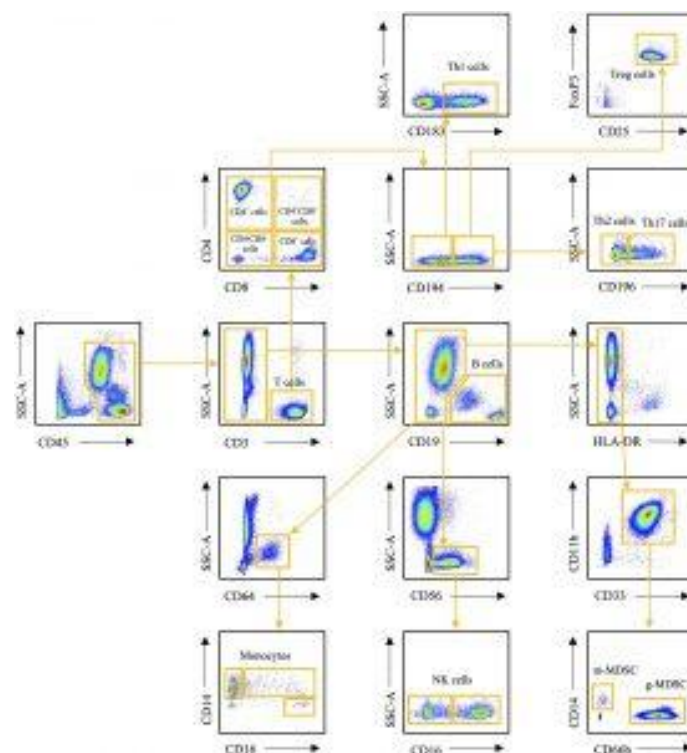 SSC-A
Th1 cells
CD183
FoxP3
Treg cells
CD25
CD4
CD4⁺ cells
CD4⁺CD8⁺
cells
CD8⁺ cells
CD8
SSC-A
CD194
SSC-A
Th2 cells
Th17 cells
CD196
SSC-A
CD45
SSC-A
T cells
CD3
SSC-A
B cells
CD19
SSC-A
HLA-DR
SSC-A
CD64
SSC-A
CD56
CD11b
CD33
CD14
Monocytes
CD16
SSC-A
NK cells
CD16
CD14
m-MDSC
g-MDSC
CD66b